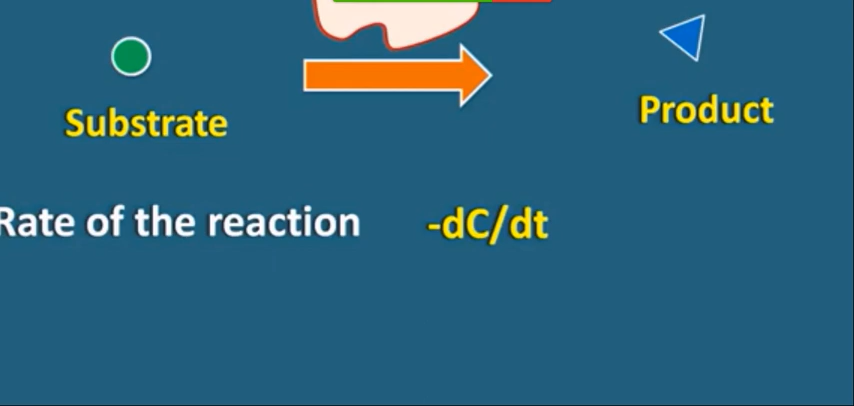 Substrate
Product
Rate of the reaction -dC/dt